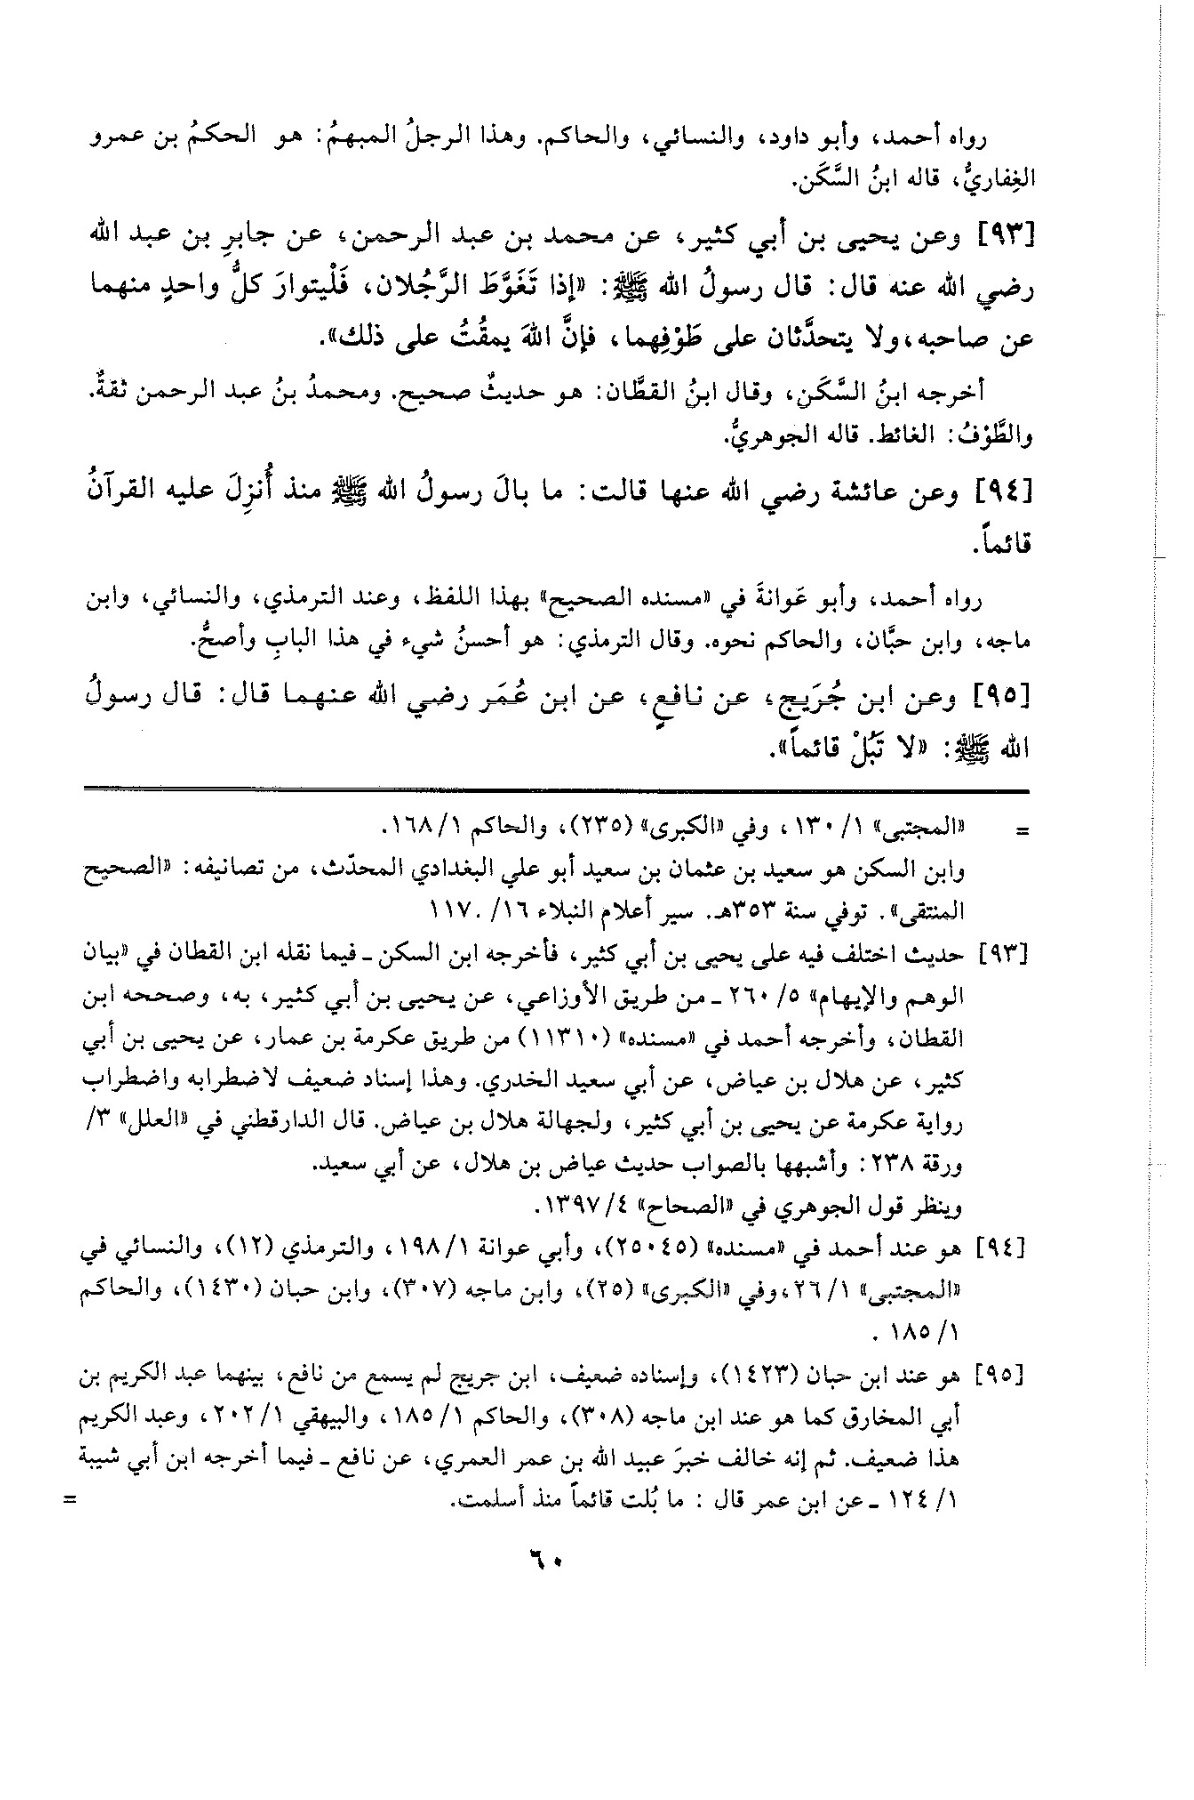 رواه أحمد، وأبو داود، والنسائي، والحاكم. وهذا الرجلُ المبهمُ: هو الحكمُ بن عمرو
الغِفاريُّ، قاله ابنُ السَّكَن.
[٩٣] وعن يحيى بن أبي كثير، عن محمد بن عبد الرحمن، عن جابرِ بن عبد الله
رضي الله عنه قال: قال رسولُ الله ﷺ: «إذا تَغَوَّطَ الرَّجُلان، فَلْيتوارَ كلُّ واحدٍ منهما
عن صاحبه، ولا يتحدَّثان على طَوْفِهما، فإنَّ اللهَ يمقُتُ على ذلك».
أخرجه ابنُ السَّكَن، وقال ابنُ القطَّان: هو حديثٌ صحيح. ومحمدُ بنُ عبد الرحمن ثقةٌ.
والطَّوْفُ: الغائط. قاله الجوهريُّ.
[٩٤] وعن عائشة رضي الله عنها قالت: ما بالَ رسولُ الله ﷺ منذ أُنزِلَ عليه القرآنُ
قائماً.
رواه أحمد، وأبو عَوانةَ في «مسنده الصحيح» بهذا اللفظ، وعند الترمذي، والنسائي، وابن
ماجه، وابن حبَّان، والحاكم نحوه. وقال الترمذي: هو أحسنُ شيء في هذا البابِ وأصحُّ.
[٩٥] وعن ابن جُرَيج، عن نافعٍ، عن ابن عُمَر رضي الله عنهما قال: قال رسولُ
الله ﷺ: «لا تَبُلْ قائماً».
= «المجتبى» ١/ ١٣٠، وفي «الكبرى» (٢٣٥)، والحاكم ١/ ١٦٨.
وابن السكن هو سعيد بن عثمان بن سعيد أبو علي البغدادي المحدّث، من تصانيفه: «الصحيح
المنتقى». توفي سنة ٣٥٣هـ. سير أعلام النبلاء ١٦/ ١١٧.
[٩٣] حديث اختلف فيه على يحيى بن أبي كثير، فأخرجه ابن السكن ـ فيما نقله ابن القطان في «بيان
الوهم والإيهام» ٥/ ٢٦٠ ـ من طريق الأوزاعي، عن يحيى بن أبي كثير، به، وصححه ابن
القطان، وأخرجه أحمد في «مسنده» (١١٣١٠) من طريق عكرمة بن عمار، عن يحيى بن أبي
كثير، عن هلال بن عياض، عن أبي سعيد الخدري. وهذا إسناد ضعيف لاضطرابه واضطراب
رواية عكرمة عن يحيى بن أبي كثير، ولجهالة هلال بن عياض. قال الدارقطني في «العلل» ٣/
ورقة ٢٣٨: وأشبهها بالصواب حديث عياض بن هلال، عن أبي سعيد.
وينظر قول الجوهري في «الصحاح» ٤/ ١٣٩٧.
[٩٤] هو عند أحمد في «مسنده» (٢٥٠٤٥)، وأبي عوانة ١/ ١٩٨، والترمذي (١٢)، والنسائي في
«المجتبى» ١/ ٢٦، وفي «الكبرى» (٢٥)، وابن ماجه (٣٠٧)، وابن حبان (١٤٣٠)، والحاكم
١/ ١٨٥ .
[٩٥] هو عند ابن حبان (١٤٢٣)، وإسناده ضعيف، ابن جريج لم يسمع من نافع، بينهما عبد الكريم بن
أبي المخارق كما هو عند ابن ماجه (٣٠٨)، والحاكم ١/ ١٨٥، والبيهقي ١/ ٢٠٢، وعبد الكريم
هذا ضعيف. ثم إنه خالف خبرَ عبيد الله بن عمر العمري، عن نافع ـ فيما أخرجه ابن أبي شيبة
١/ ١٢٤ ـ عن ابن عمر قال : ما بُلت قائماً منذ أسلمت. =
٦٠